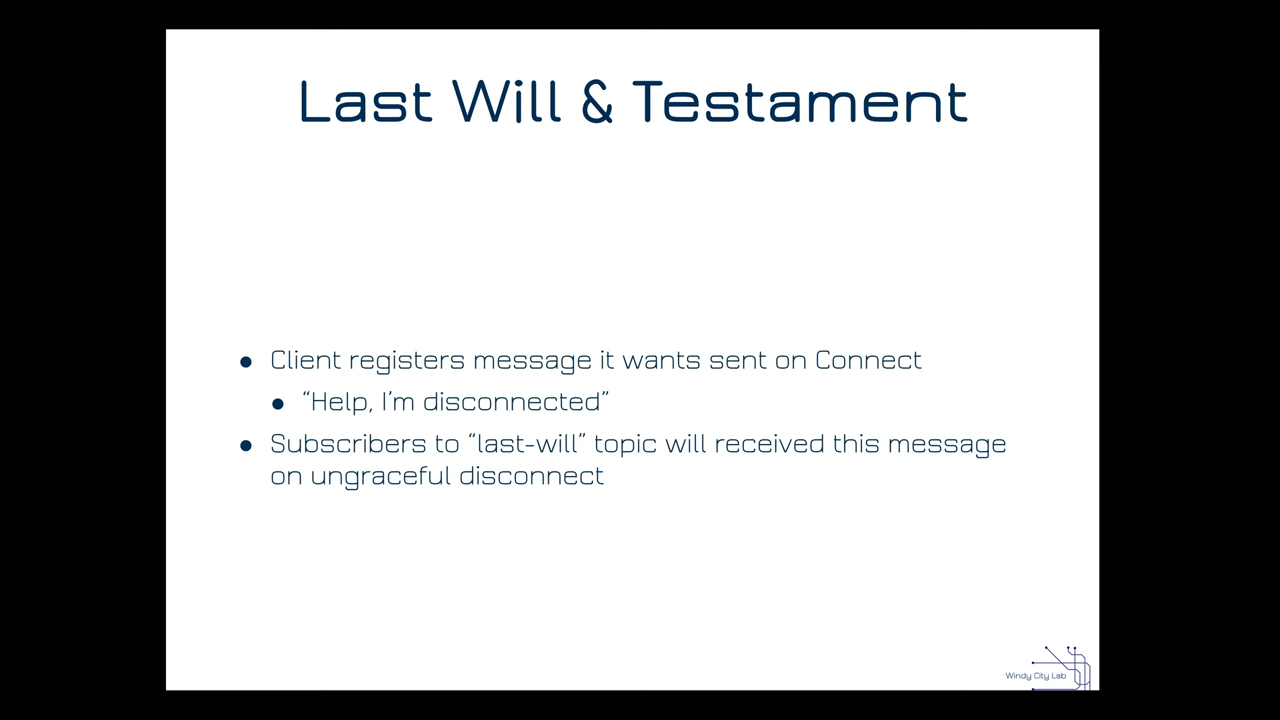 Last Will & Testament
● Client registers message it wants sent on Connect
● “Help, I’m disconnected”
● Subscribers to “last-will” topic will received this message
on ungraceful disconnect
Windy City Lab